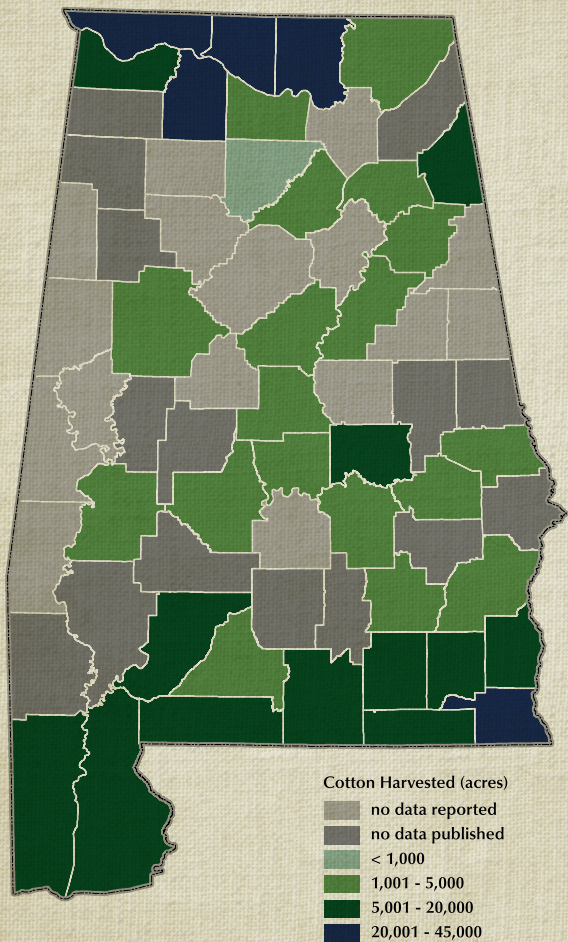 Cotton Harvested (acres)
no data reported
no data published
< 1,000
1,001 - 5,000
5,001 - 20,000
20,001 - 45,000